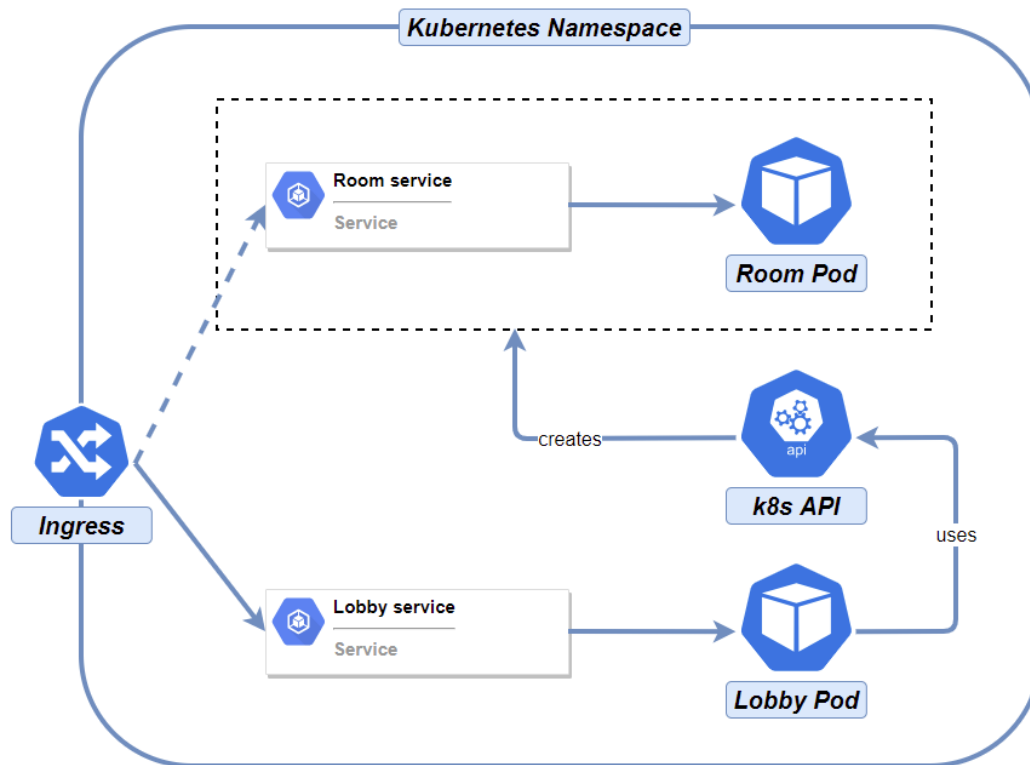 Kubernetes Namespace
Room service
Service
Room Pod
creates
api
k8s API
Ingress
uses
Lobby service
Service
Lobby Pod